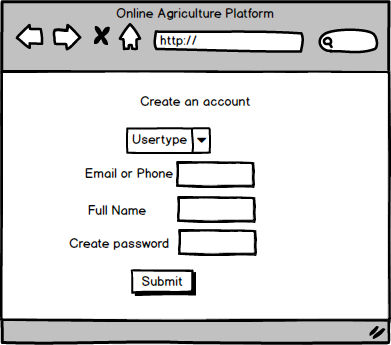 Online Agriculture Platform
http://
Create an account
Usertype
Email or Phone
Full Name
Create password
Submit